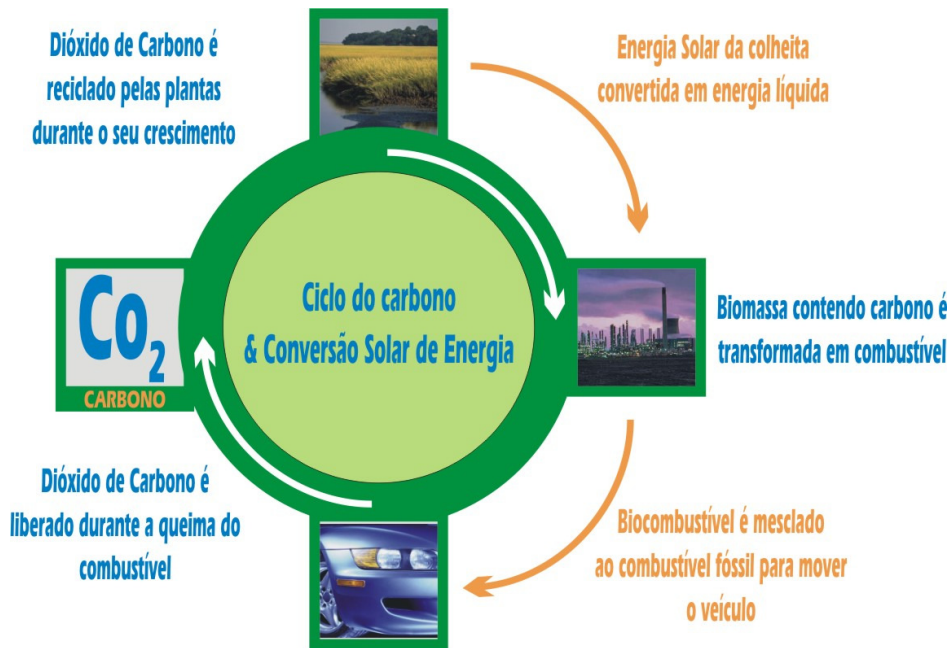 Dióxido de Carbono é
reciclado pelas plantas
durante o seu crescimento
Energia Solar da colheita
convertida em energia líquida
Co2
CARBONO
Ciclo do carbono
& Conversão Solar de Energia
Biomassa contendo carbono é
transformada em combustível
Dióxido de Carbono é
liberado durante a queima do
combustível
Biocombustível é mesclado
ao combustível fóssil para mover
o veículo